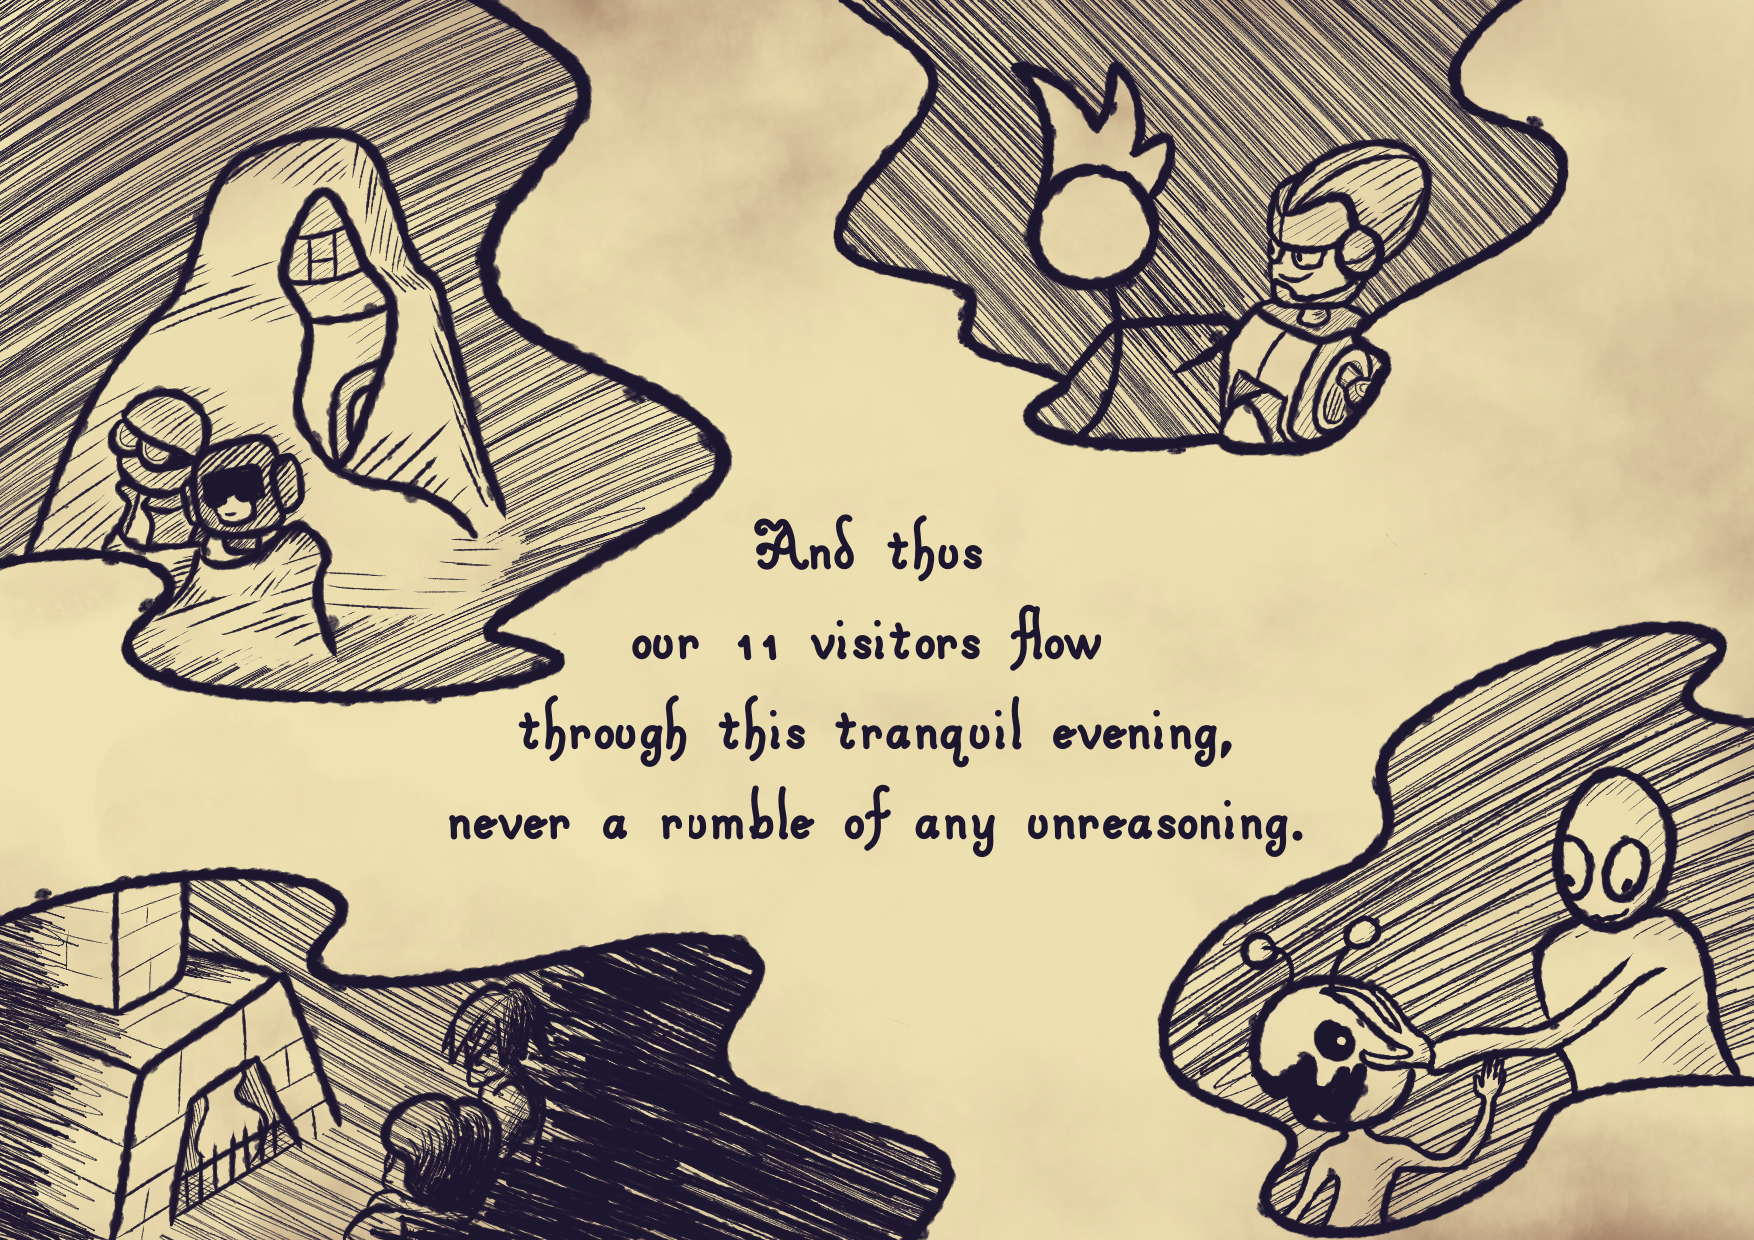 And thus
our 11 visitors flow
through this tranquil evening,
never a rumble of any unreasoning.